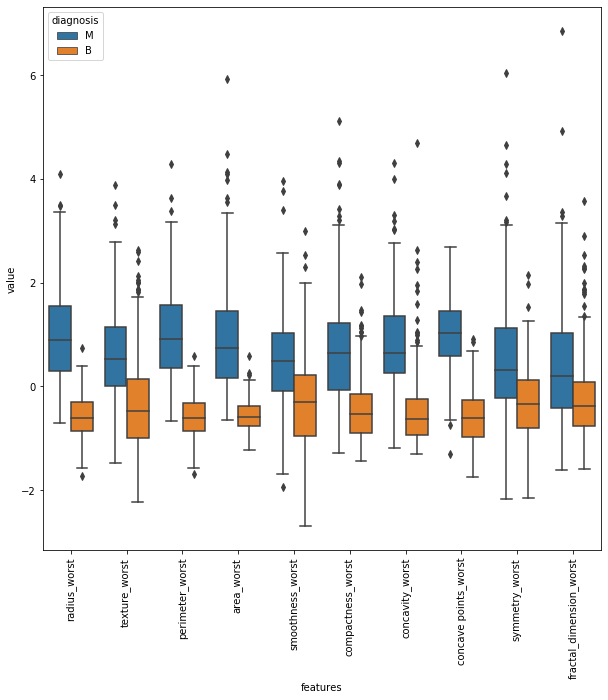 diagnosis
M
B
value
6
4
2
0
−2
radius_worst
texture_worst
perimeter_worst
area_worst
smoothness_worst
compactness_worst
concavity_worst
concave points_worst
symmetry_worst
fractal_dimension_worst
features